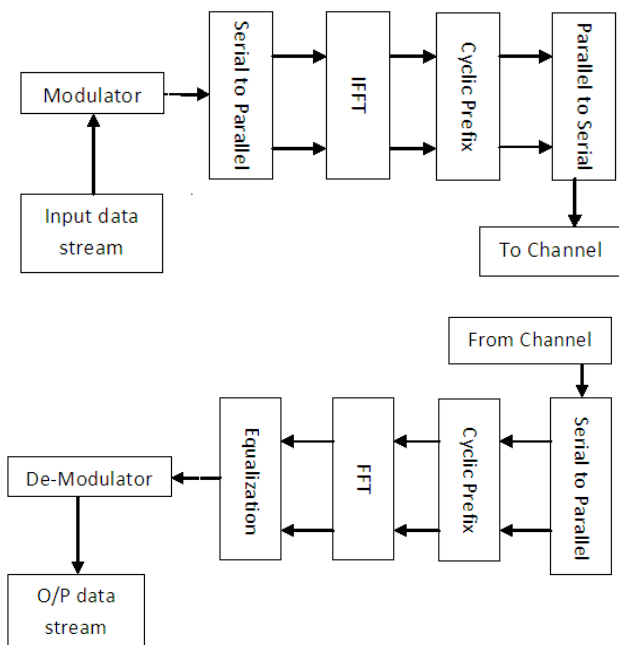 Modulator
Input data
stream
Serial to Parallel
IFFT
Cyclic Prefix
Parallel to Serial
To Channel
From Channel
Serial to Parallel
Cyclic Prefix
FFT
Equalization
De-Modulator
O/P data
stream